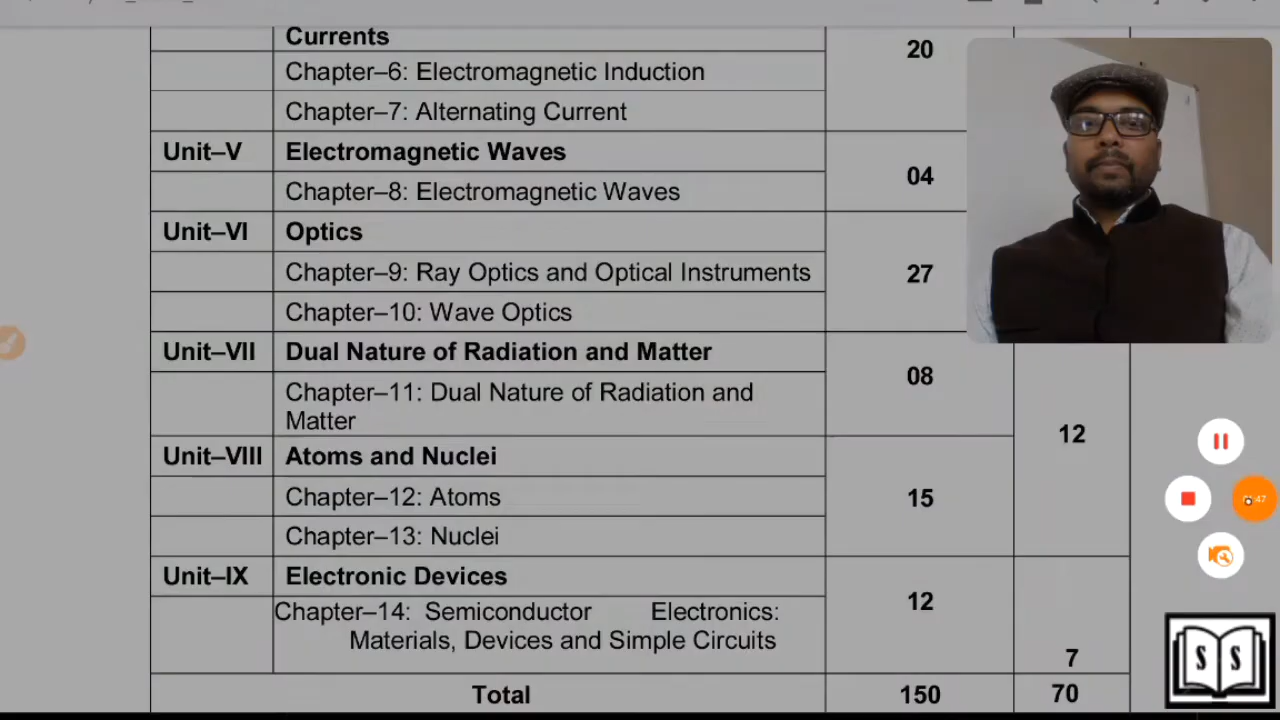 Currents
20
Chapter–6: Electromagnetic Induction
Chapter–7: Alternating Current
Unit–V Electromagnetic Waves
04
Chapter–8: Electromagnetic Waves
Unit–VI Optics
Chapter–9: Ray Optics and Optical Instruments
27
Chapter–10: Wave Optics
Unit–VII Dual Nature of Radiation and Matter
08
Chapter–11: Dual Nature of Radiation and
Matter
12
Unit–VIII Atoms and Nuclei
Chapter–12: Atoms
15
Chapter–13: Nuclei
Unit–IX Electronic Devices
12
Chapter–14: Semiconductor Electronics:
Materials, Devices and Simple Circuits
7
Total 150 70
S S